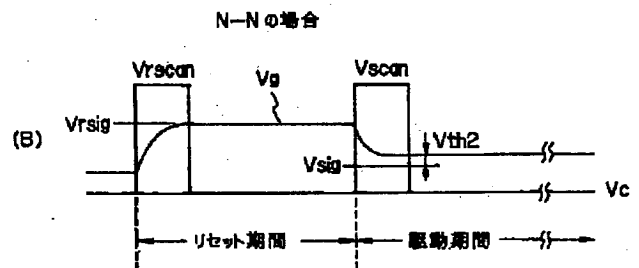 N-Nの場合
Vrscan
Vg
Vscan
(B)
Vrsig
Vth2
Vsig
Vc
リセット期間
駆動期間